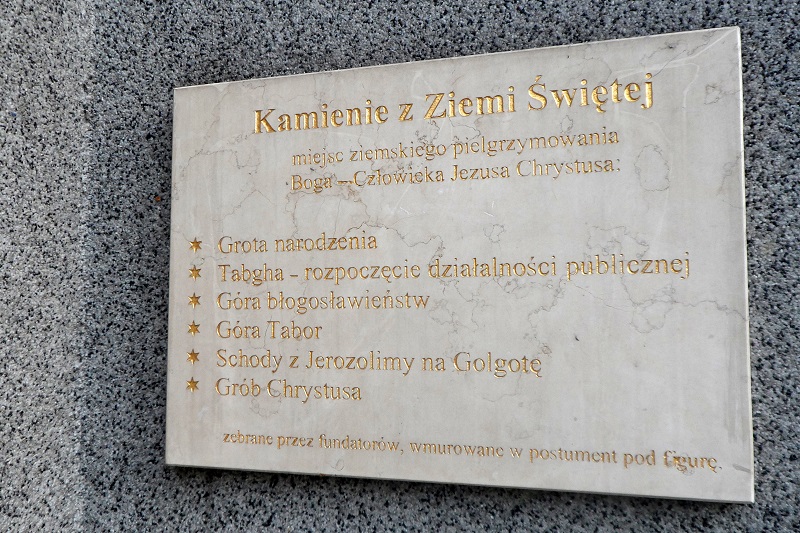 Kamienie z Ziemi Świętej
miejsc ziemskiego pielgrzymowania
Boga – Człowieka Jezusa Chrystusa:
✶ Grota narodzenia
✶ Tabgha - rozpoczęcie działalności publicznej
✶ Góra błogosławieństw
✶ Góra Tabor
✶ Schody z Jerozolimy na Golgotę
✶ Grób Chrystusa
zebrane przez fundatorów, wmurowane w postument pod figurę.